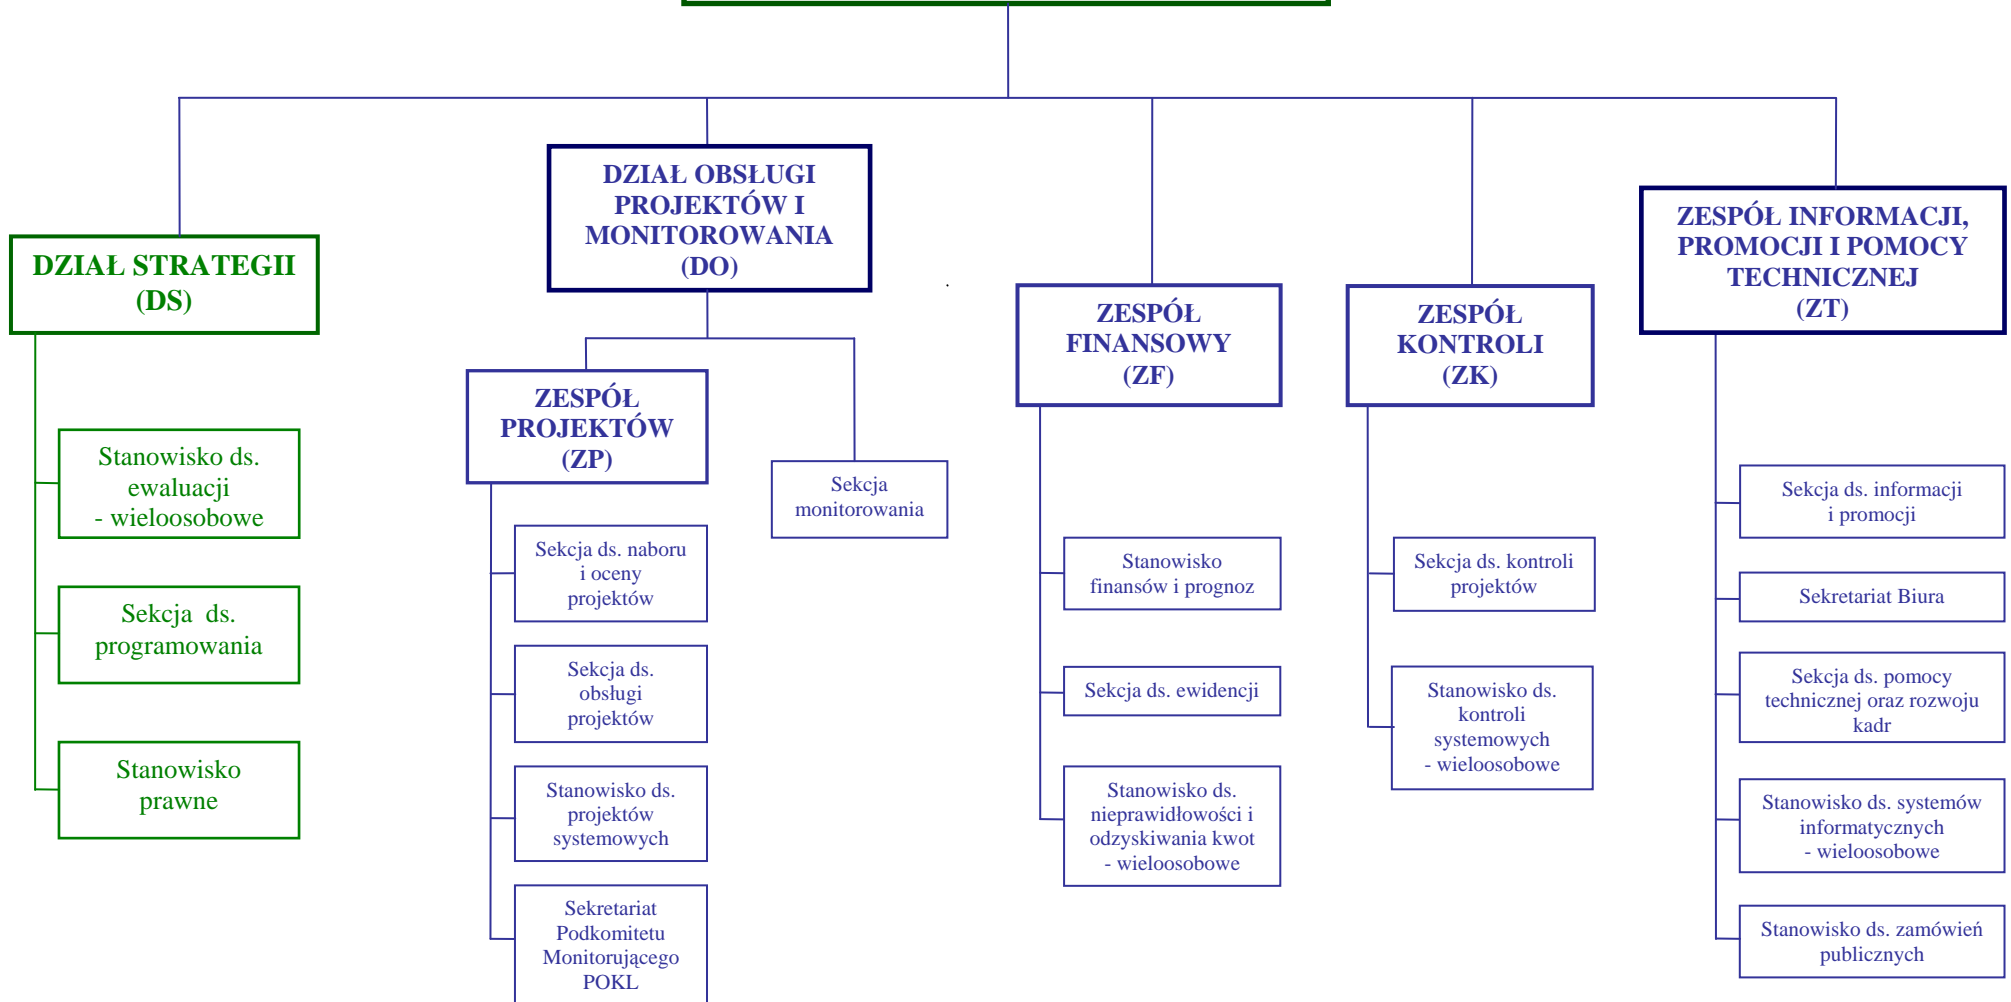 DZIAŁ STRATEGII
(DS)
Stanowisko ds.
ewaluacji
- wieloosobowe
Sekcja ds.
programowania
Stanowisko
prawne
DZIAŁ OBSŁUGI
PROJEKTÓW I
MONITOROWANIA
(DO)
ZESPÓŁ
PROJEKTÓW
(ZP)
Sekcja ds. naboru
i oceny
projektów
Sekcja ds.
obsługi
projektów
Stanowisko ds.
projektów
systemowych
Sekretariat
Podkomitetu
Monitorującego
POKL
Sekcja
monitorowania
ZESPÓŁ
FINANSOWY
(ZF)
Stanowisko
finansów i prognoz
Sekcja ds. ewidencji
Stanowisko ds.
nieprawidłowości i
odzyskiwania kwot
- wieloosobowe
ZESPÓŁ
KONTROLI
(ZK)
Sekcja ds. kontroli
projektów
Stanowisko ds.
kontroli
systemowych
- wieloosobowe
ZESPÓŁ INFORMACJI,
PROMOCJI I POMOCY
TECHNICZNEJ
(ZT)
Sekcja ds. informacji
i promocji
Sekretariat Biura
Sekcja ds. pomocy
technicznej oraz rozwoju
kadr
Stanowisko ds. systemów
informatycznych
- wieloosobowe
Stanowisko ds. zamówień
publicznych